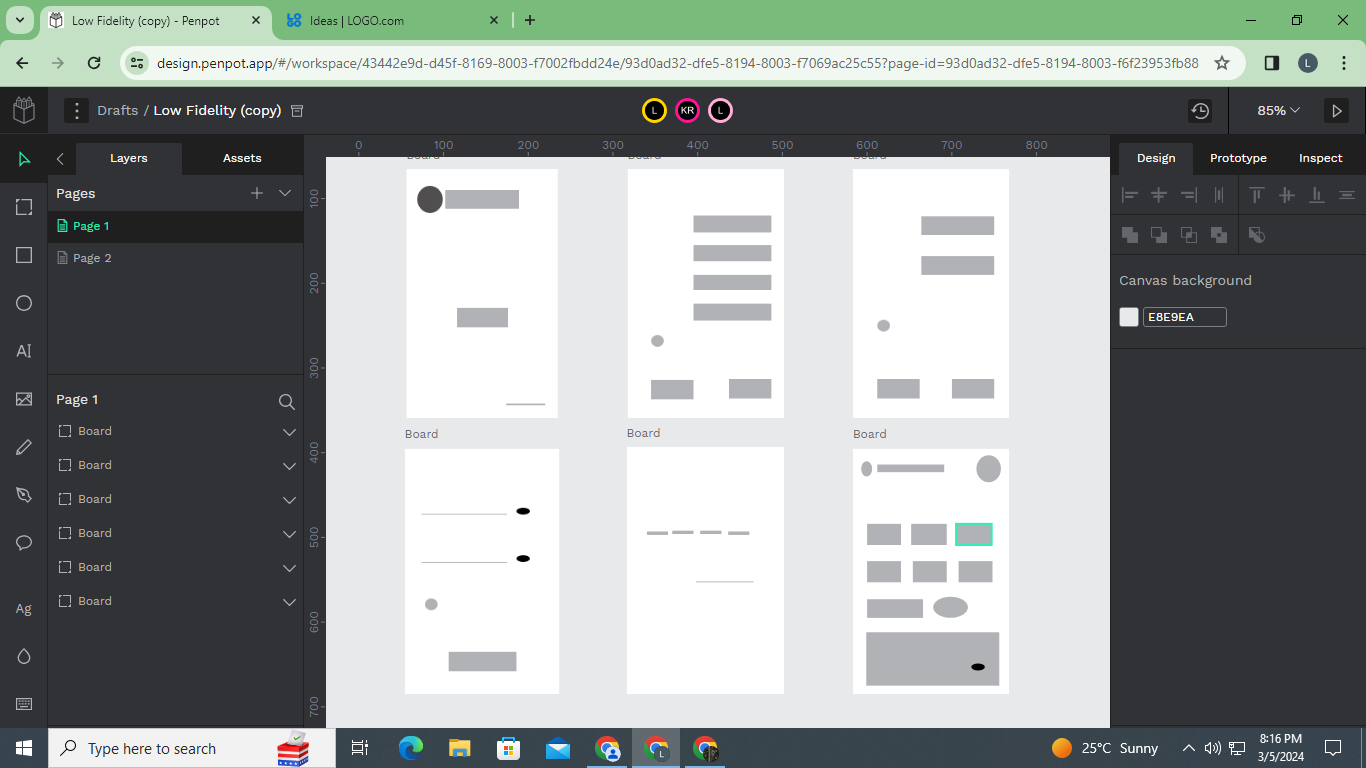 Low Fidelity (copy) - Penpot
Ideas | LOGO.com
design.penpot.app/#/workspace/43442e9d-d45f-8169-8003-f7002fbdd24e/93d0ad32-dfe5-8194-8003-f7069ac25c55?page-id=93d0ad32-dfe5-8194-8003-f6f23953fb88
L
Drafts / Low Fidelity (copy)
L KR L
85%
Layers Assets
0 100 200 300 400 500 600 700 800
Design Prototype Inspect
Pages
Page 1
Page 2
Board Board Board
100
200
300
400
500
600
700
Canvas background
E8E9EA
AI
Page 1
Board
Board
Board
Board
Board
Board
Board Board Board
Ag
Type here to search
L
25°C Sunny
8:16 PM
3/5/2024